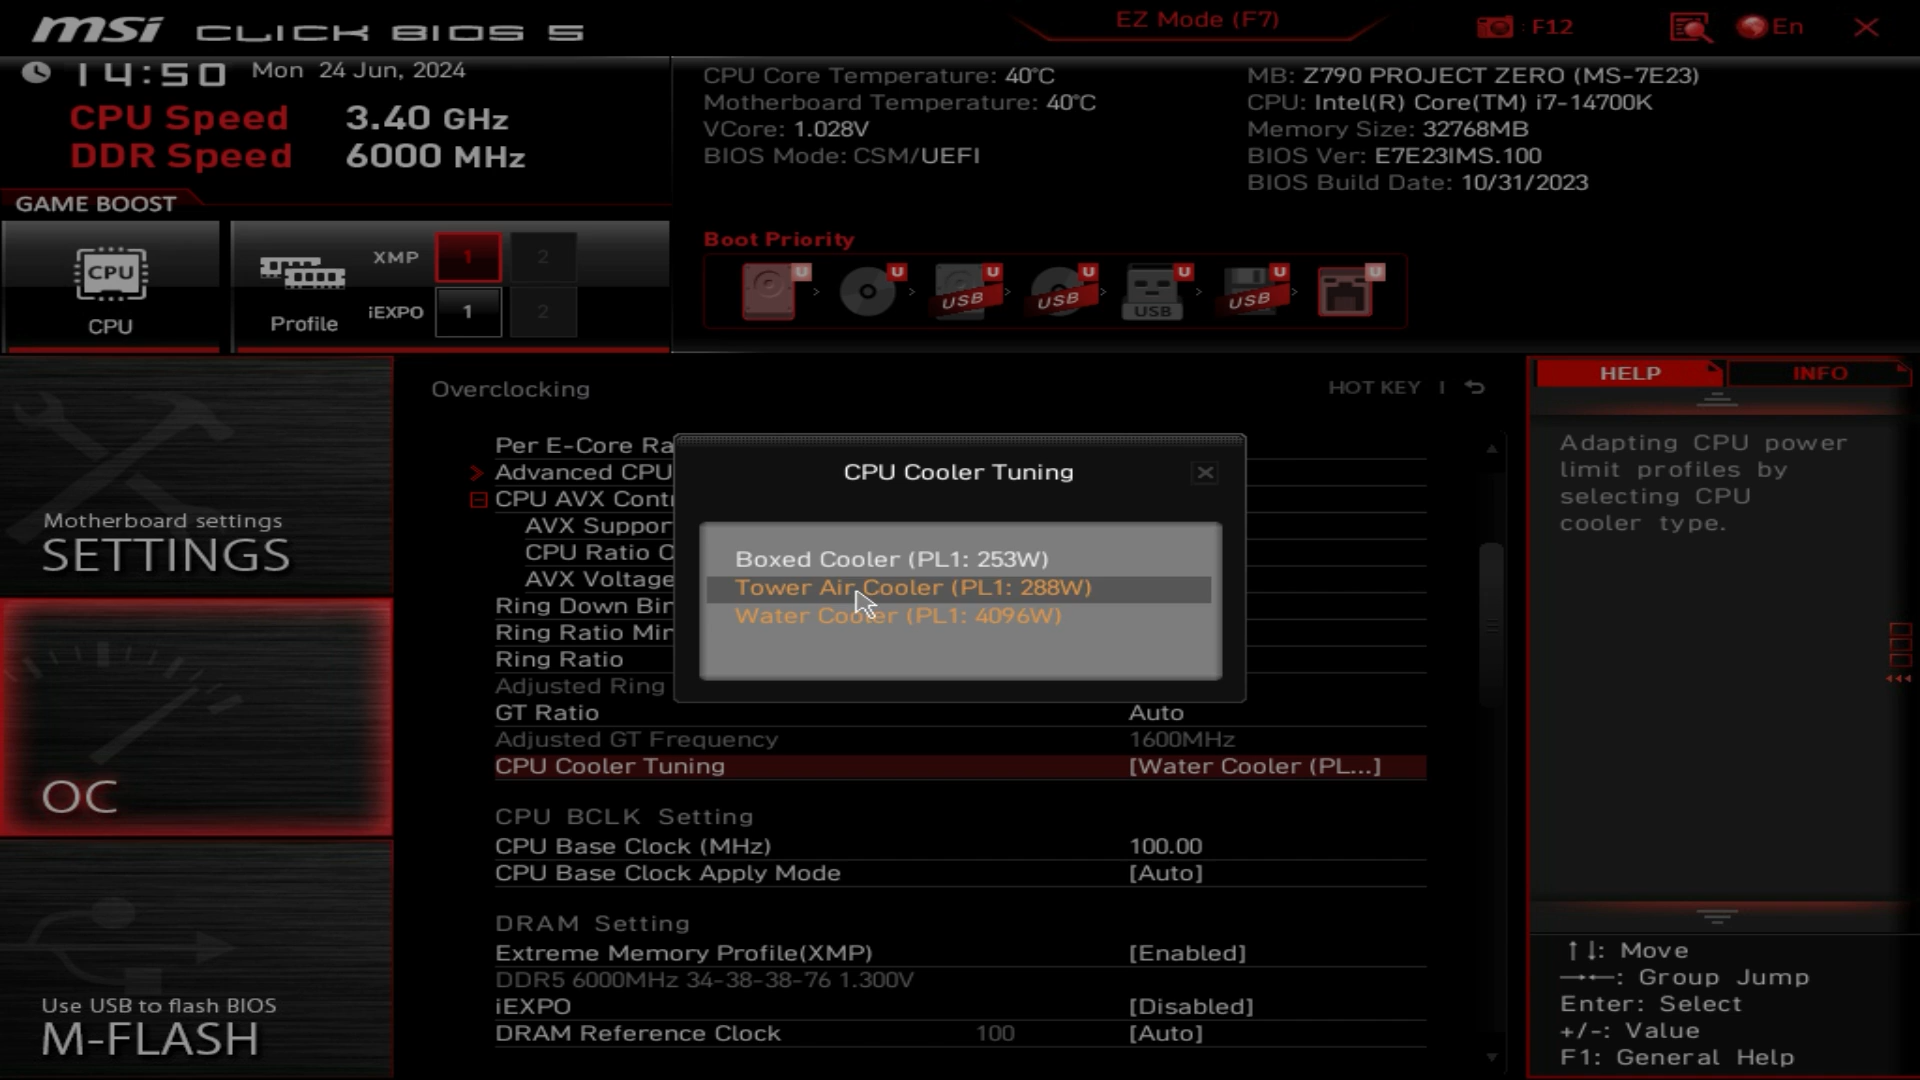 msi CLICK BIOS 5
EZ Mode (F7)
: F12
En
14:50 Mon 24 Jun, 2024
CPU Speed 3.40 GHz
DDR Speed 6000 MHz
CPU Core Temperature: 40°C
Motherboard Temperature: 40°C
VCore: 1.028V
BIOS Mode: CSM/UEFI
MB: Z790 PROJECT ZERO (MS-7E23)
CPU: Intel(R) Core(TM) i7-14700K
Memory Size: 32768MB
BIOS Ver: E7E23IMS.100
BIOS Build Date: 10/31/2023
GAME BOOST
CPU
CPU
Profile
XMP 1 2
iEXPO 1 2
Boot Priority
U U U U U U U
USB USB USB USB
Motherboard settings
SETTINGS
OC
Use USB to flash BIOS
M-FLASH
Overclocking
HOT KEY |
Per E-Core Ra
Advanced CPU
CPU AVX Cont
AVX Suppor
CPU Ratio O
AVX Voltage
Ring Down Bin
Ring Ratio Min
Ring Ratio
Adjusted Ring
GT Ratio Auto
Adjusted GT Frequency 1600MHz
CPU Cooler Tuning [Water Cooler (PL...]
CPU BCLK Setting
CPU Base Clock (MHz) 100.00
CPU Base Clock Apply Mode [Auto]
DRAM Setting
Extreme Memory Profile(XMP) [Enabled]
DDR5 6000MHz 34-38-38-76 1.300V
iEXPO [Disabled]
DRAM Reference Clock 100 [Auto]
CPU Cooler Tuning
Boxed Cooler (PL1: 253W)
Tower Air Cooler (PL1: 288W)
Water Cooler (PL1: 4096W)
HELP
INFO
Adapting CPU power
limit profiles by
selecting CPU
cooler type.
↑↓: Move
→←: Group Jump
Enter: Select
+/-: Value
F1: General Help